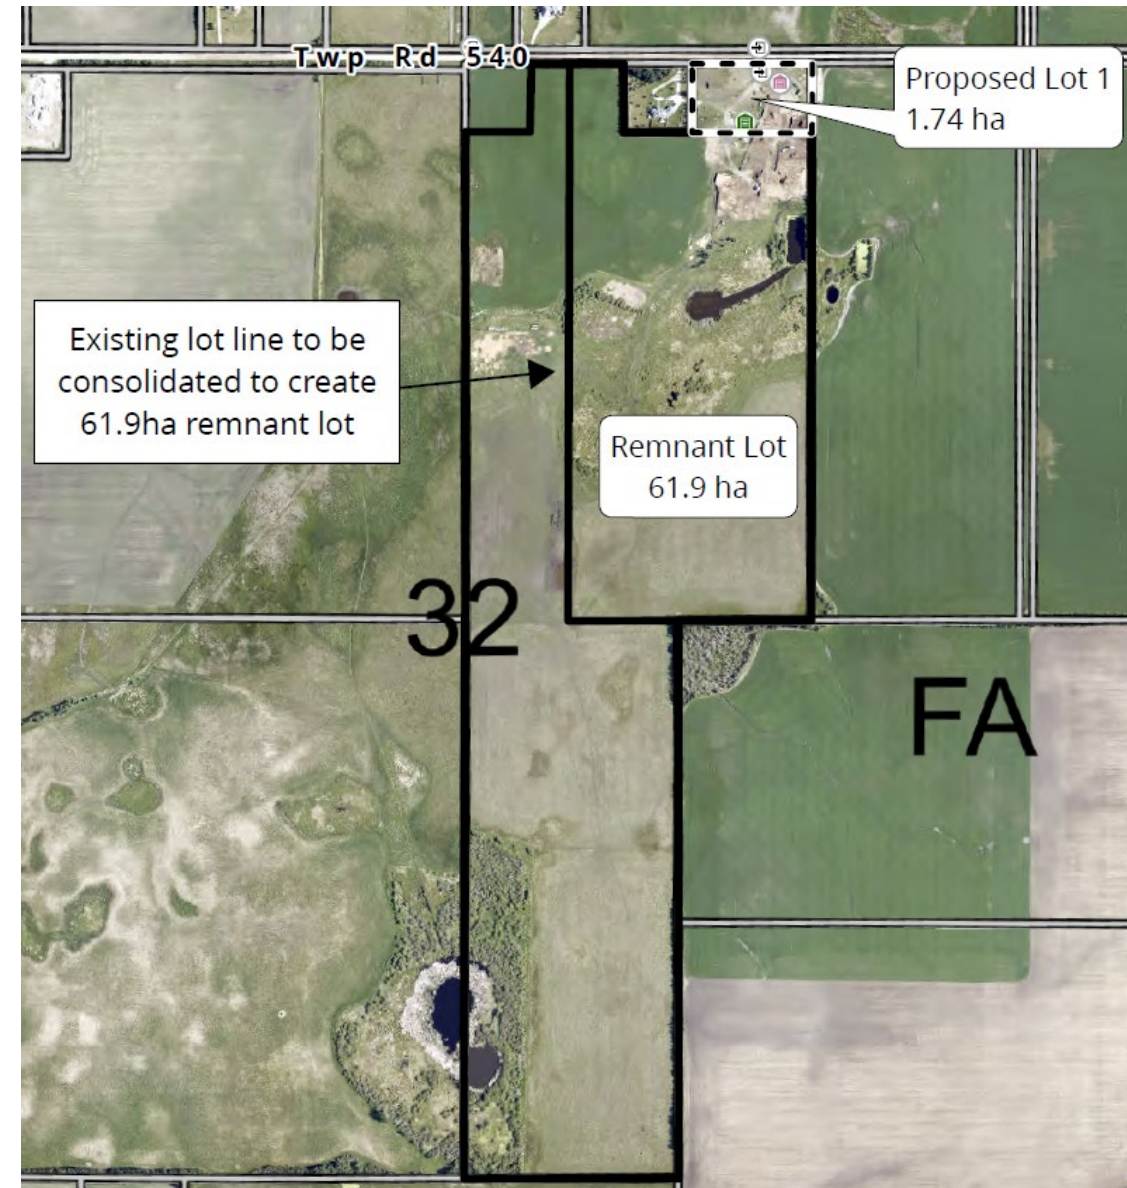 Twp Rd 540
Proposed Lot 1
1.74 ha
Existing lot line to be
consolidated to create
61.9ha remnant lot
Remnant Lot
61.9 ha
32
FA